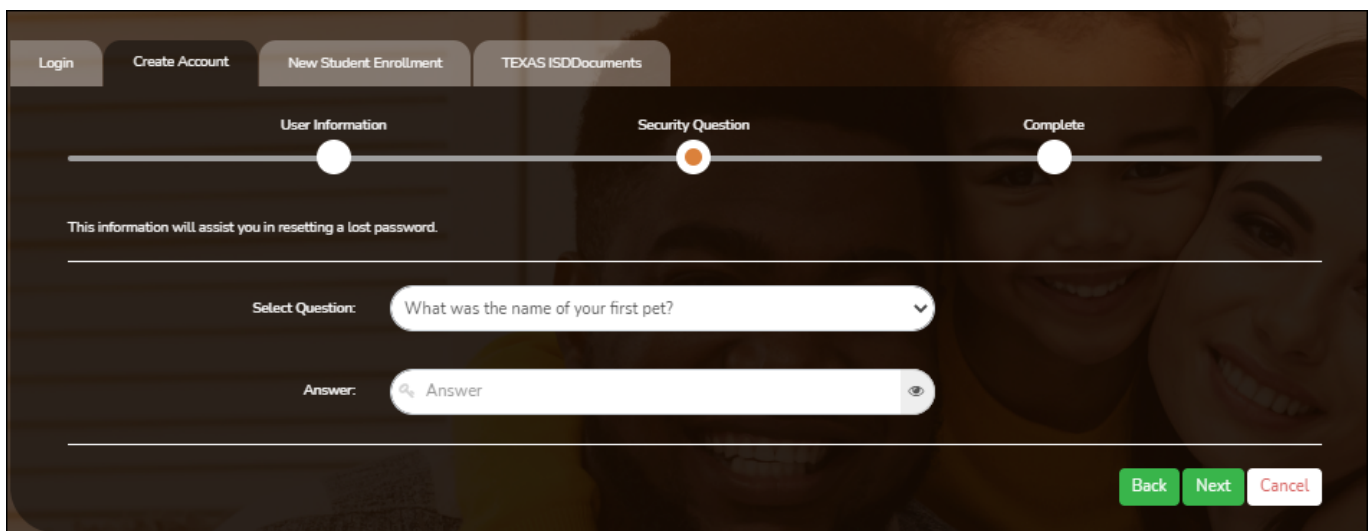 Login
Create Account
New Student Enrollment
TEXAS ISDDocuments
User Information
Security Question
Complete
This information will assist you in resetting a lost password.
Select Question:
What was the name of your first pet?
Answer:
Answer
Back
Next
Cancel